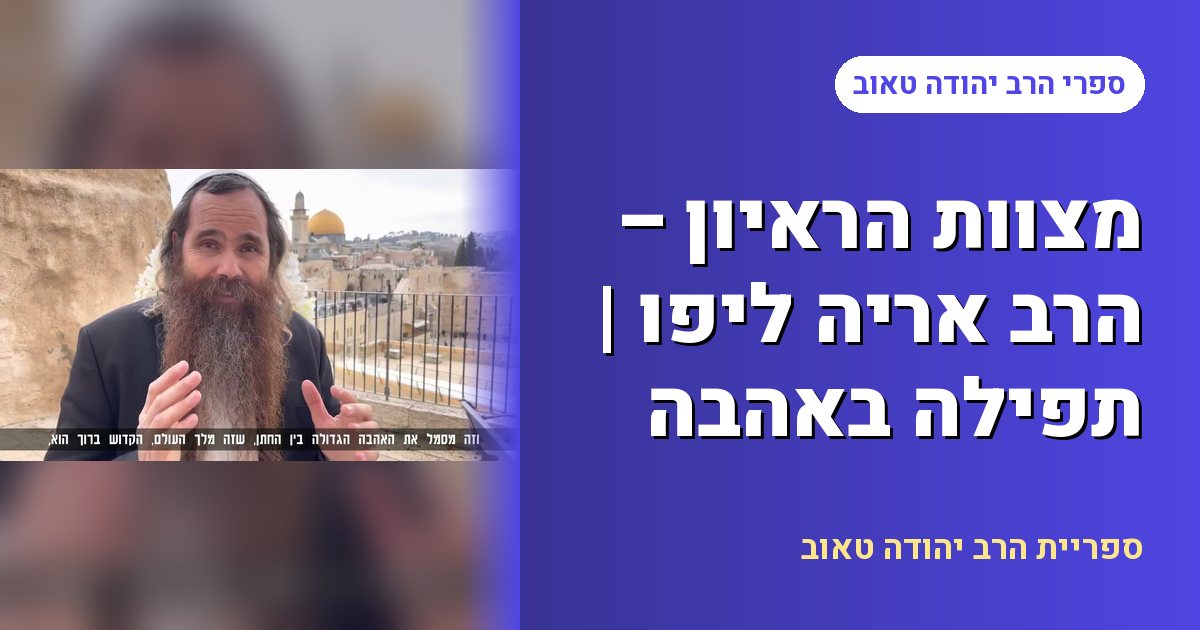 ספרי הרב יהודה טאוב
מצוות הראיון –
הרב אריה ליפו |
תפילה באהבה
ספריית הרב יהודה טאוב
וזה מסמל את האהבה הגדולה בין החתן, שזה מלך העולם, הקדוש ברוך הוא,